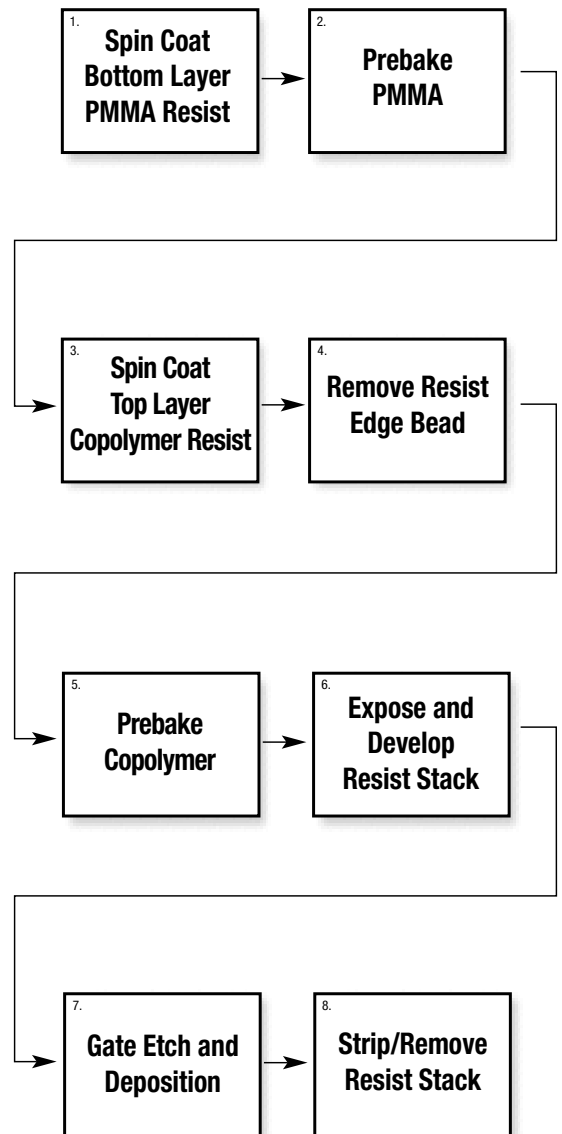 1.
Spin Coat
Bottom Layer
PMMA Resist
2.
Prebake
PMMA
3.
Spin Coat
Top Layer
Copolymer Resist
4.
Remove Resist
Edge Bead
5.
Prebake
Copolymer
6.
Expose and
Develop
Resist Stack
7.
Gate Etch and
Deposition
8.
Strip/Remove
Resist Stack